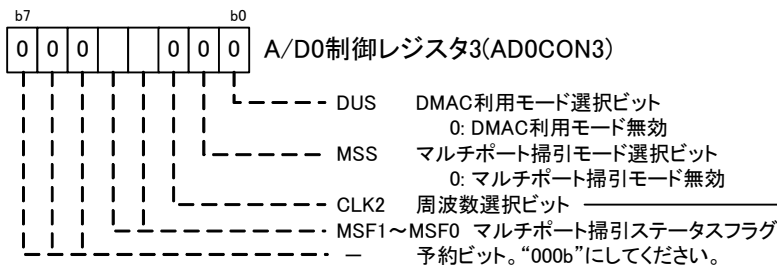 b7 b0
0 0 0 0 0 0 A/D0制御レジスタ3(AD0CON3)
DUS DMAC利用モード選択ビット
0: DMAC利用モード無効
MSS マルチポート掃引モード選択ビット
0: マルチポート掃引モード無効
CLK2 周波数選択ビット
MSF1～MSF0 マルチポート掃引ステータスフラグ
－ 予約ビット。“000b”にしてください。